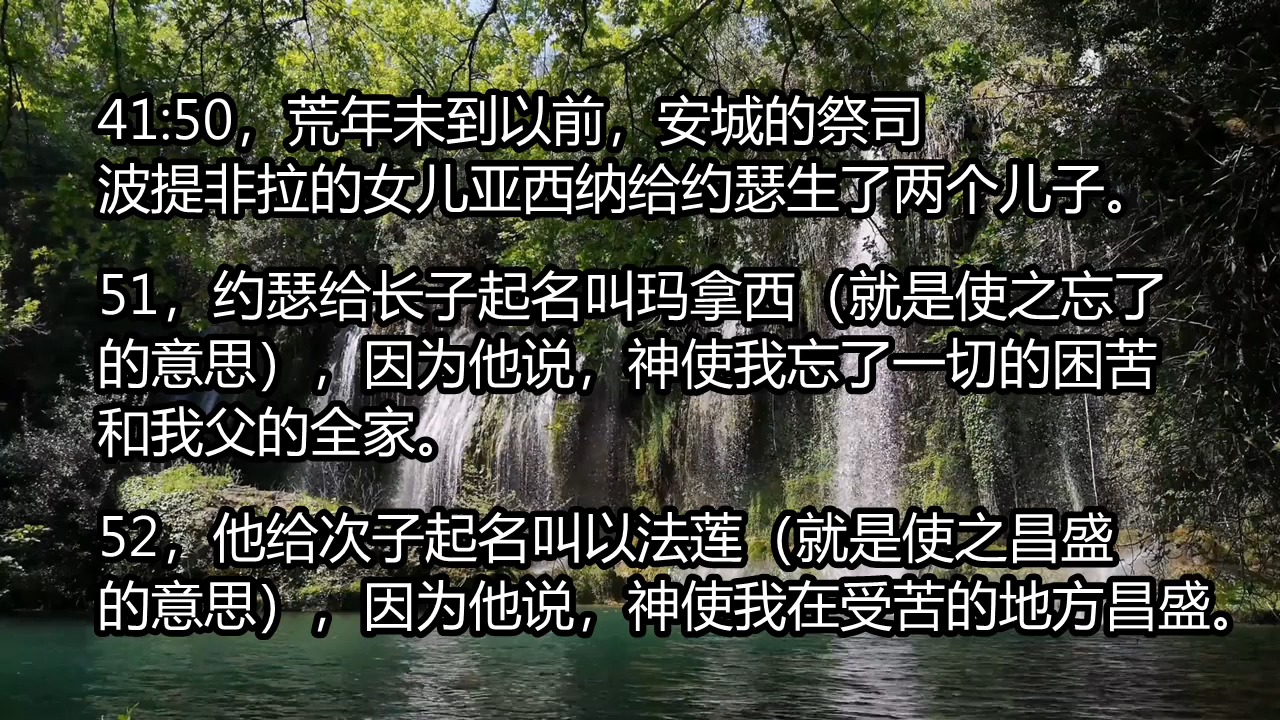 41:50，荒年未到以前，安城的祭司
波提非拉的女儿亚西纳给约瑟生了两个儿子。
51，约瑟给长子起名叫玛拿西（就是使之忘了
的意思），因为他说，神使我忘了一切的困苦
和我父的全家。
52，他给次子起名叫以法莲（就是使之昌盛
的意思），因为他说，神使我在受苦的地方昌盛。